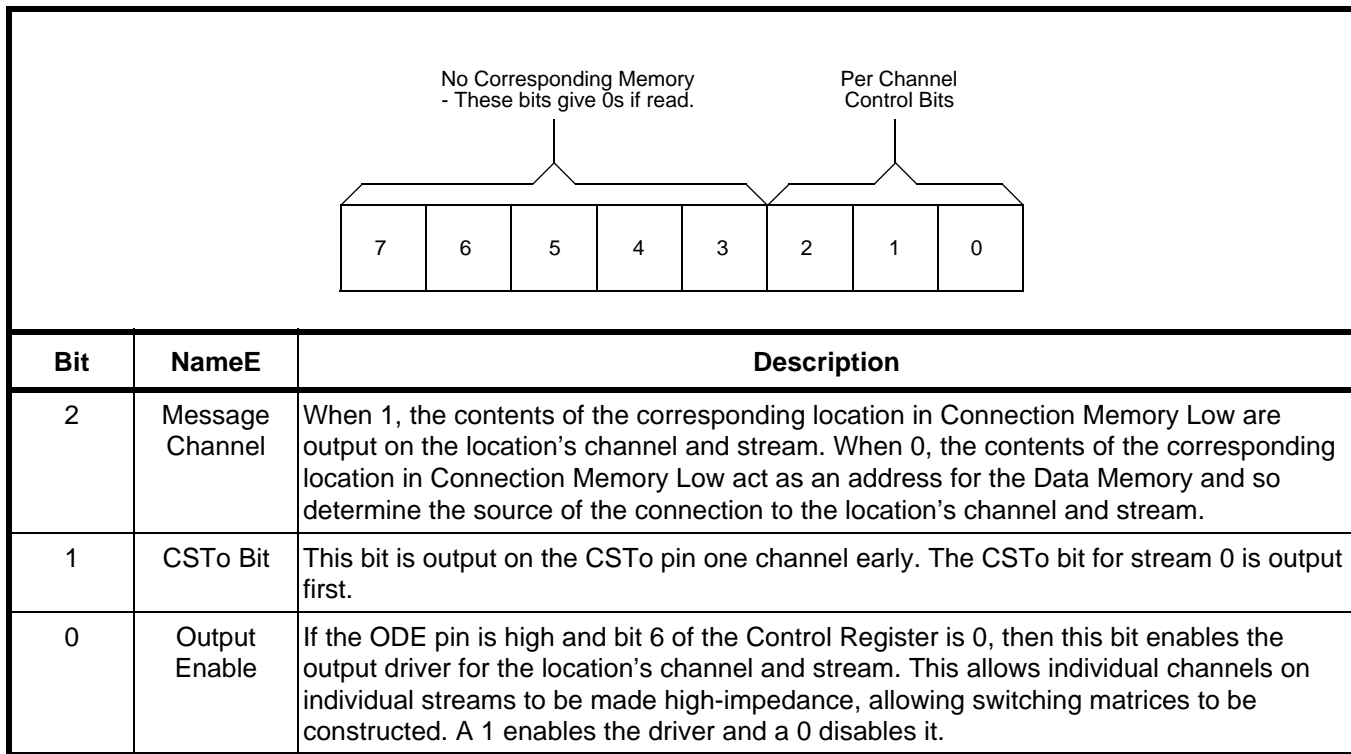 No Corresponding Memory
- These bits give 0s if read.
Per Channel
Control Bits
7 6 5 4 3 2 1 0
Bit NameE Description
2 Message Channel When 1, the contents of the corresponding location in Connection Memory Low are
output on the location's channel and stream. When 0, the contents of the corresponding
location in Connection Memory Low act as an address for the Data Memory and so
determine the source of the connection to the location's channel and stream.
1 CSTo Bit This bit is output on the CSTo pin one channel early. The CSTo bit for stream 0 is output
first.
0 Output Enable If the ODE pin is high and bit 6 of the Control Register is 0, then this bit enables the
output driver for the location's channel and stream. This allows individual channels on
individual streams to be made high-impedance, allowing switching matrices to be
constructed. A 1 enables the driver and a 0 disables it.